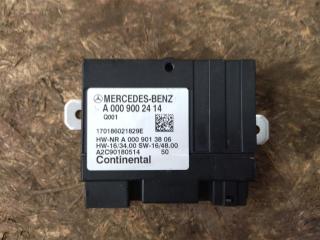 MERCEDES-BENZ
A 000 900 24 14
Q001
170186021829E
HW-NR A 000 901 38 06
HW-16/34.00 SW-16/48.00
A2C90180514 50
Continental